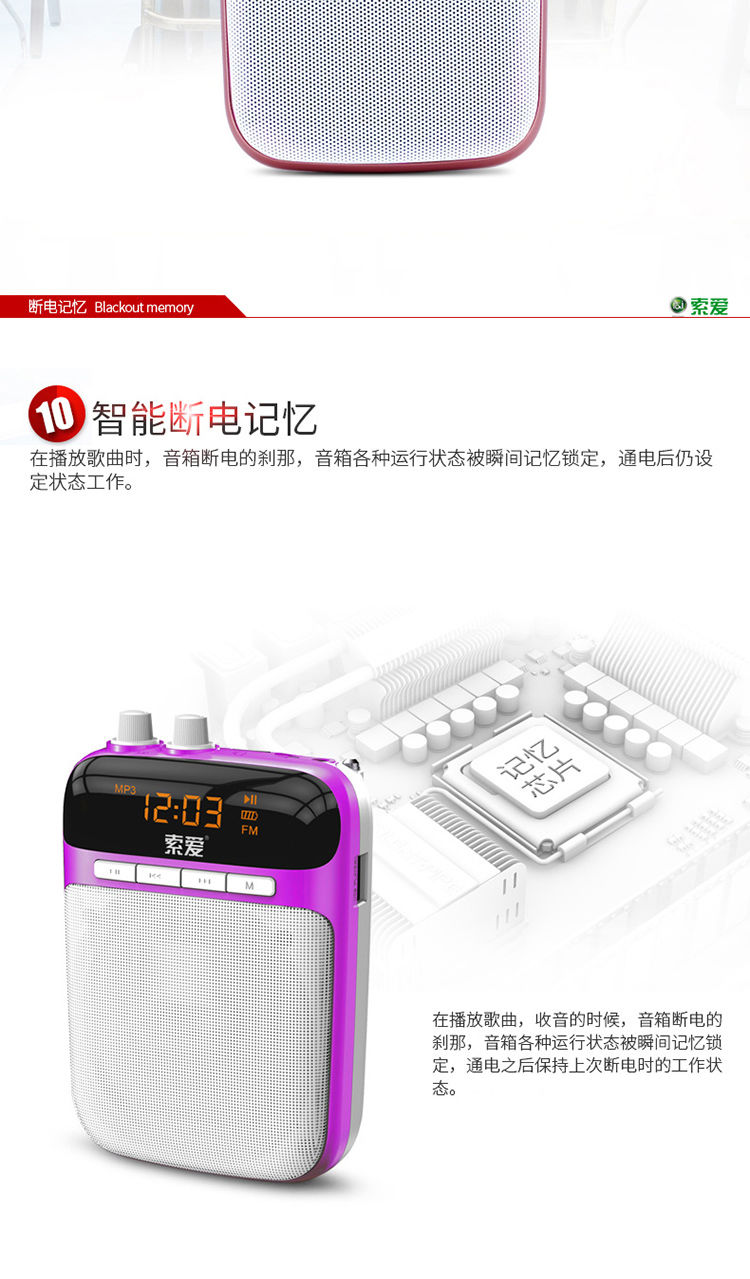 断电记忆 Blackout memory
索爱
10 智能断电记忆
在播放歌曲时，音箱断电的刹那，音箱各种运行状态被瞬间记忆锁定，通电后仍设
定状态工作。
记忆
芯片
MP3
12:03
FM
索爱
M
在播放歌曲，收音的时候，音箱断电的
刹那，音箱各种运行状态被瞬间记忆锁
定，通电之后保持上次断电时的工作状
态。